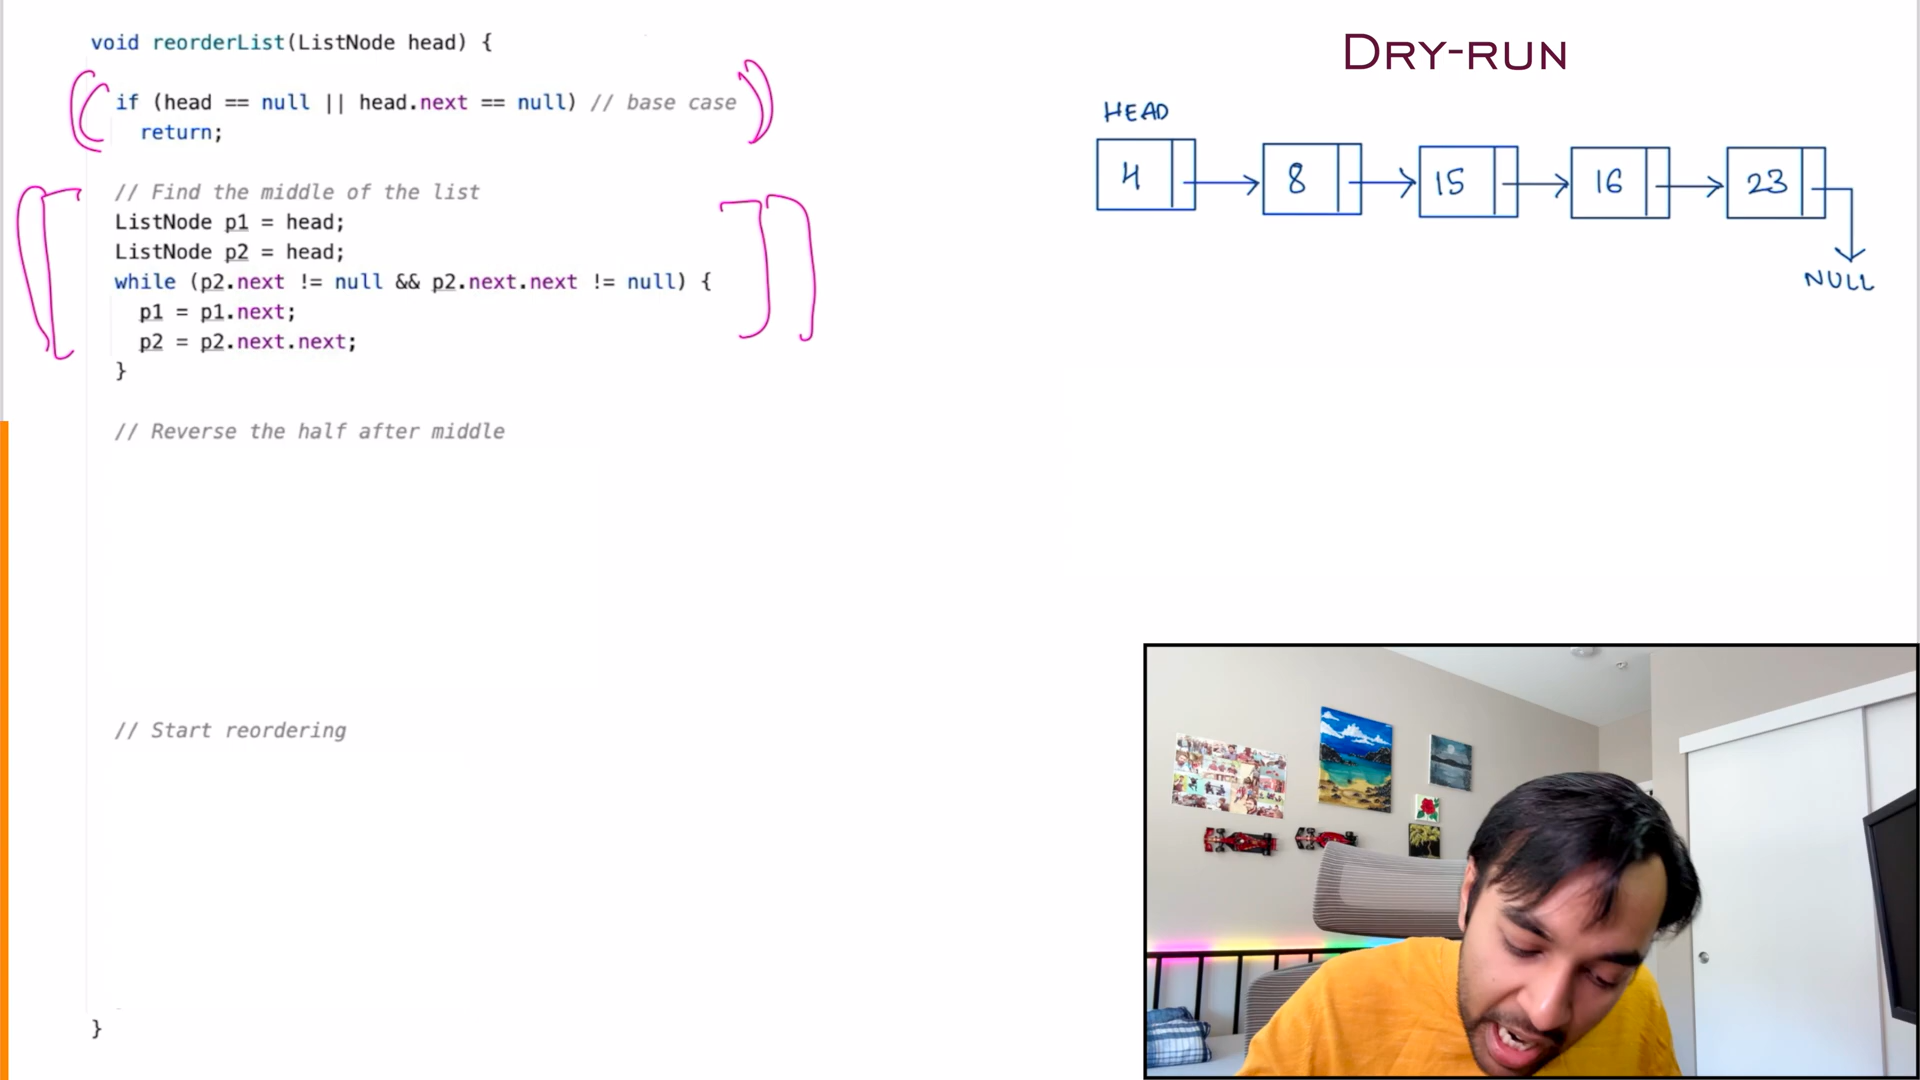 void reorderList(ListNode head) {
if (head == null || head.next == null) // base case
return;
// Find the middle of the list
ListNode p1 = head;
ListNode p2 = head;
while (p2.next != null && p2.next.next != null) {
p1 = p1.next;
p2 = p2.next.next;
}
// Reverse the half after middle
// Start reordering
}
DRY-RUN
HEAD
4 8 15 16 23
NULL